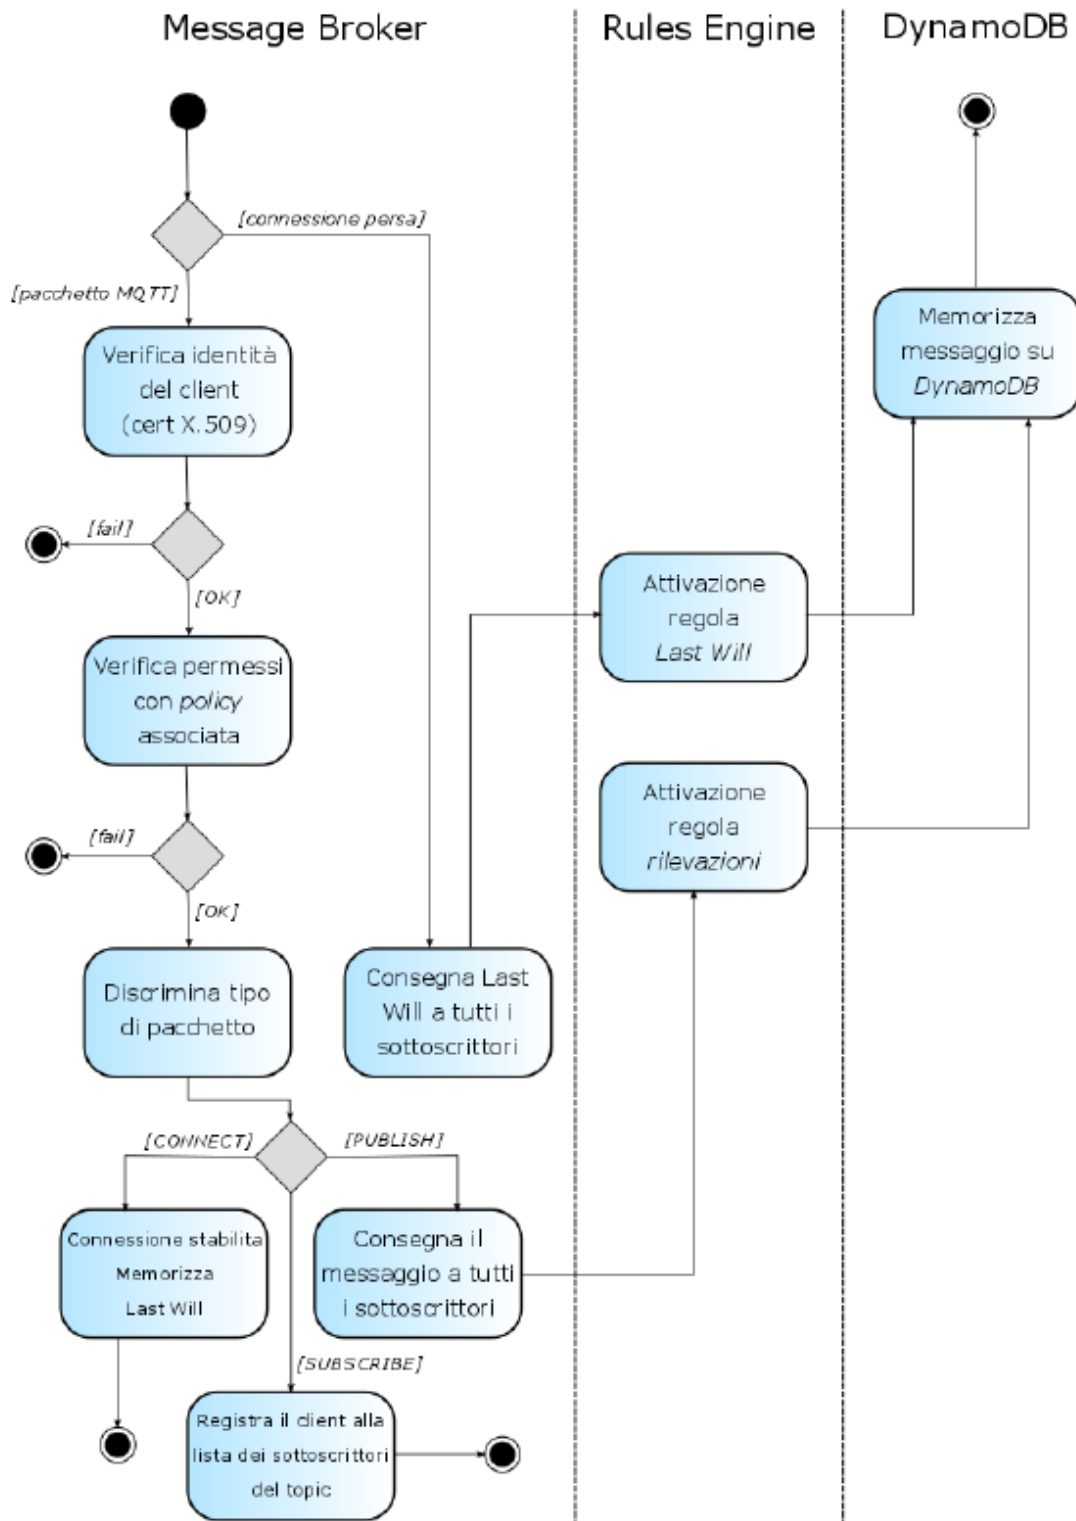 Message Broker
Rules Engine
DynamoDB
[connessione persa]
[pacchetto MQTT]
Verifica identità
del client
(cert X.509)
Memorizza
messaggio su
DynamoDB
[fail]
[OK]
Attivazione
regola
Last Will
Verifica permessi
con policy
associata
Attivazione
regola
rilevazioni
[fail]
[OK]
Discrimina tipo
di pacchetto
Consegna Last
Will a tutti i
sottoscrittori
[CONNECT]
[PUBLISH]
Connessione stabilita
Memorizza
Last Will
Consegna il
messaggio a tutti
i sottoscrittori
[SUBSCRIBE]
Registra il client alla
lista dei sottoscrittori
del topic